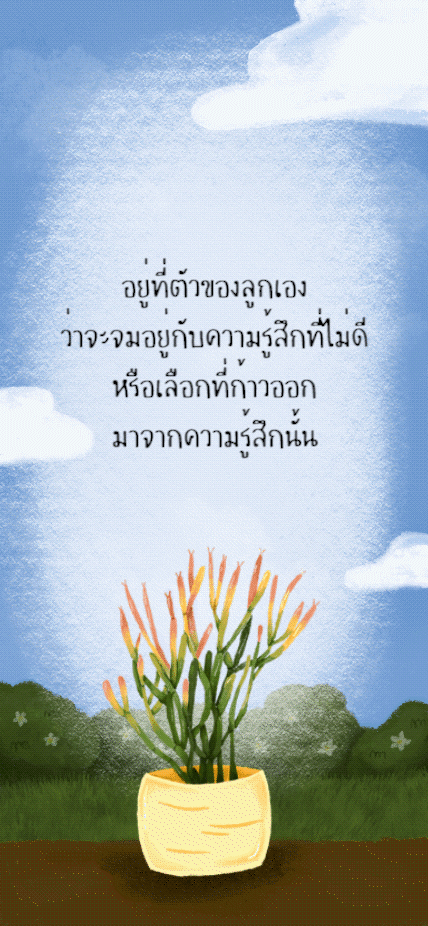 อยู่ที่ตัวของลูกเอง
ว่าจะจมอยู่กับความรู้สึกที่ไม่ดี
หรือเลือกที่ก้าวออก
มาจากความรู้สึกนั้น